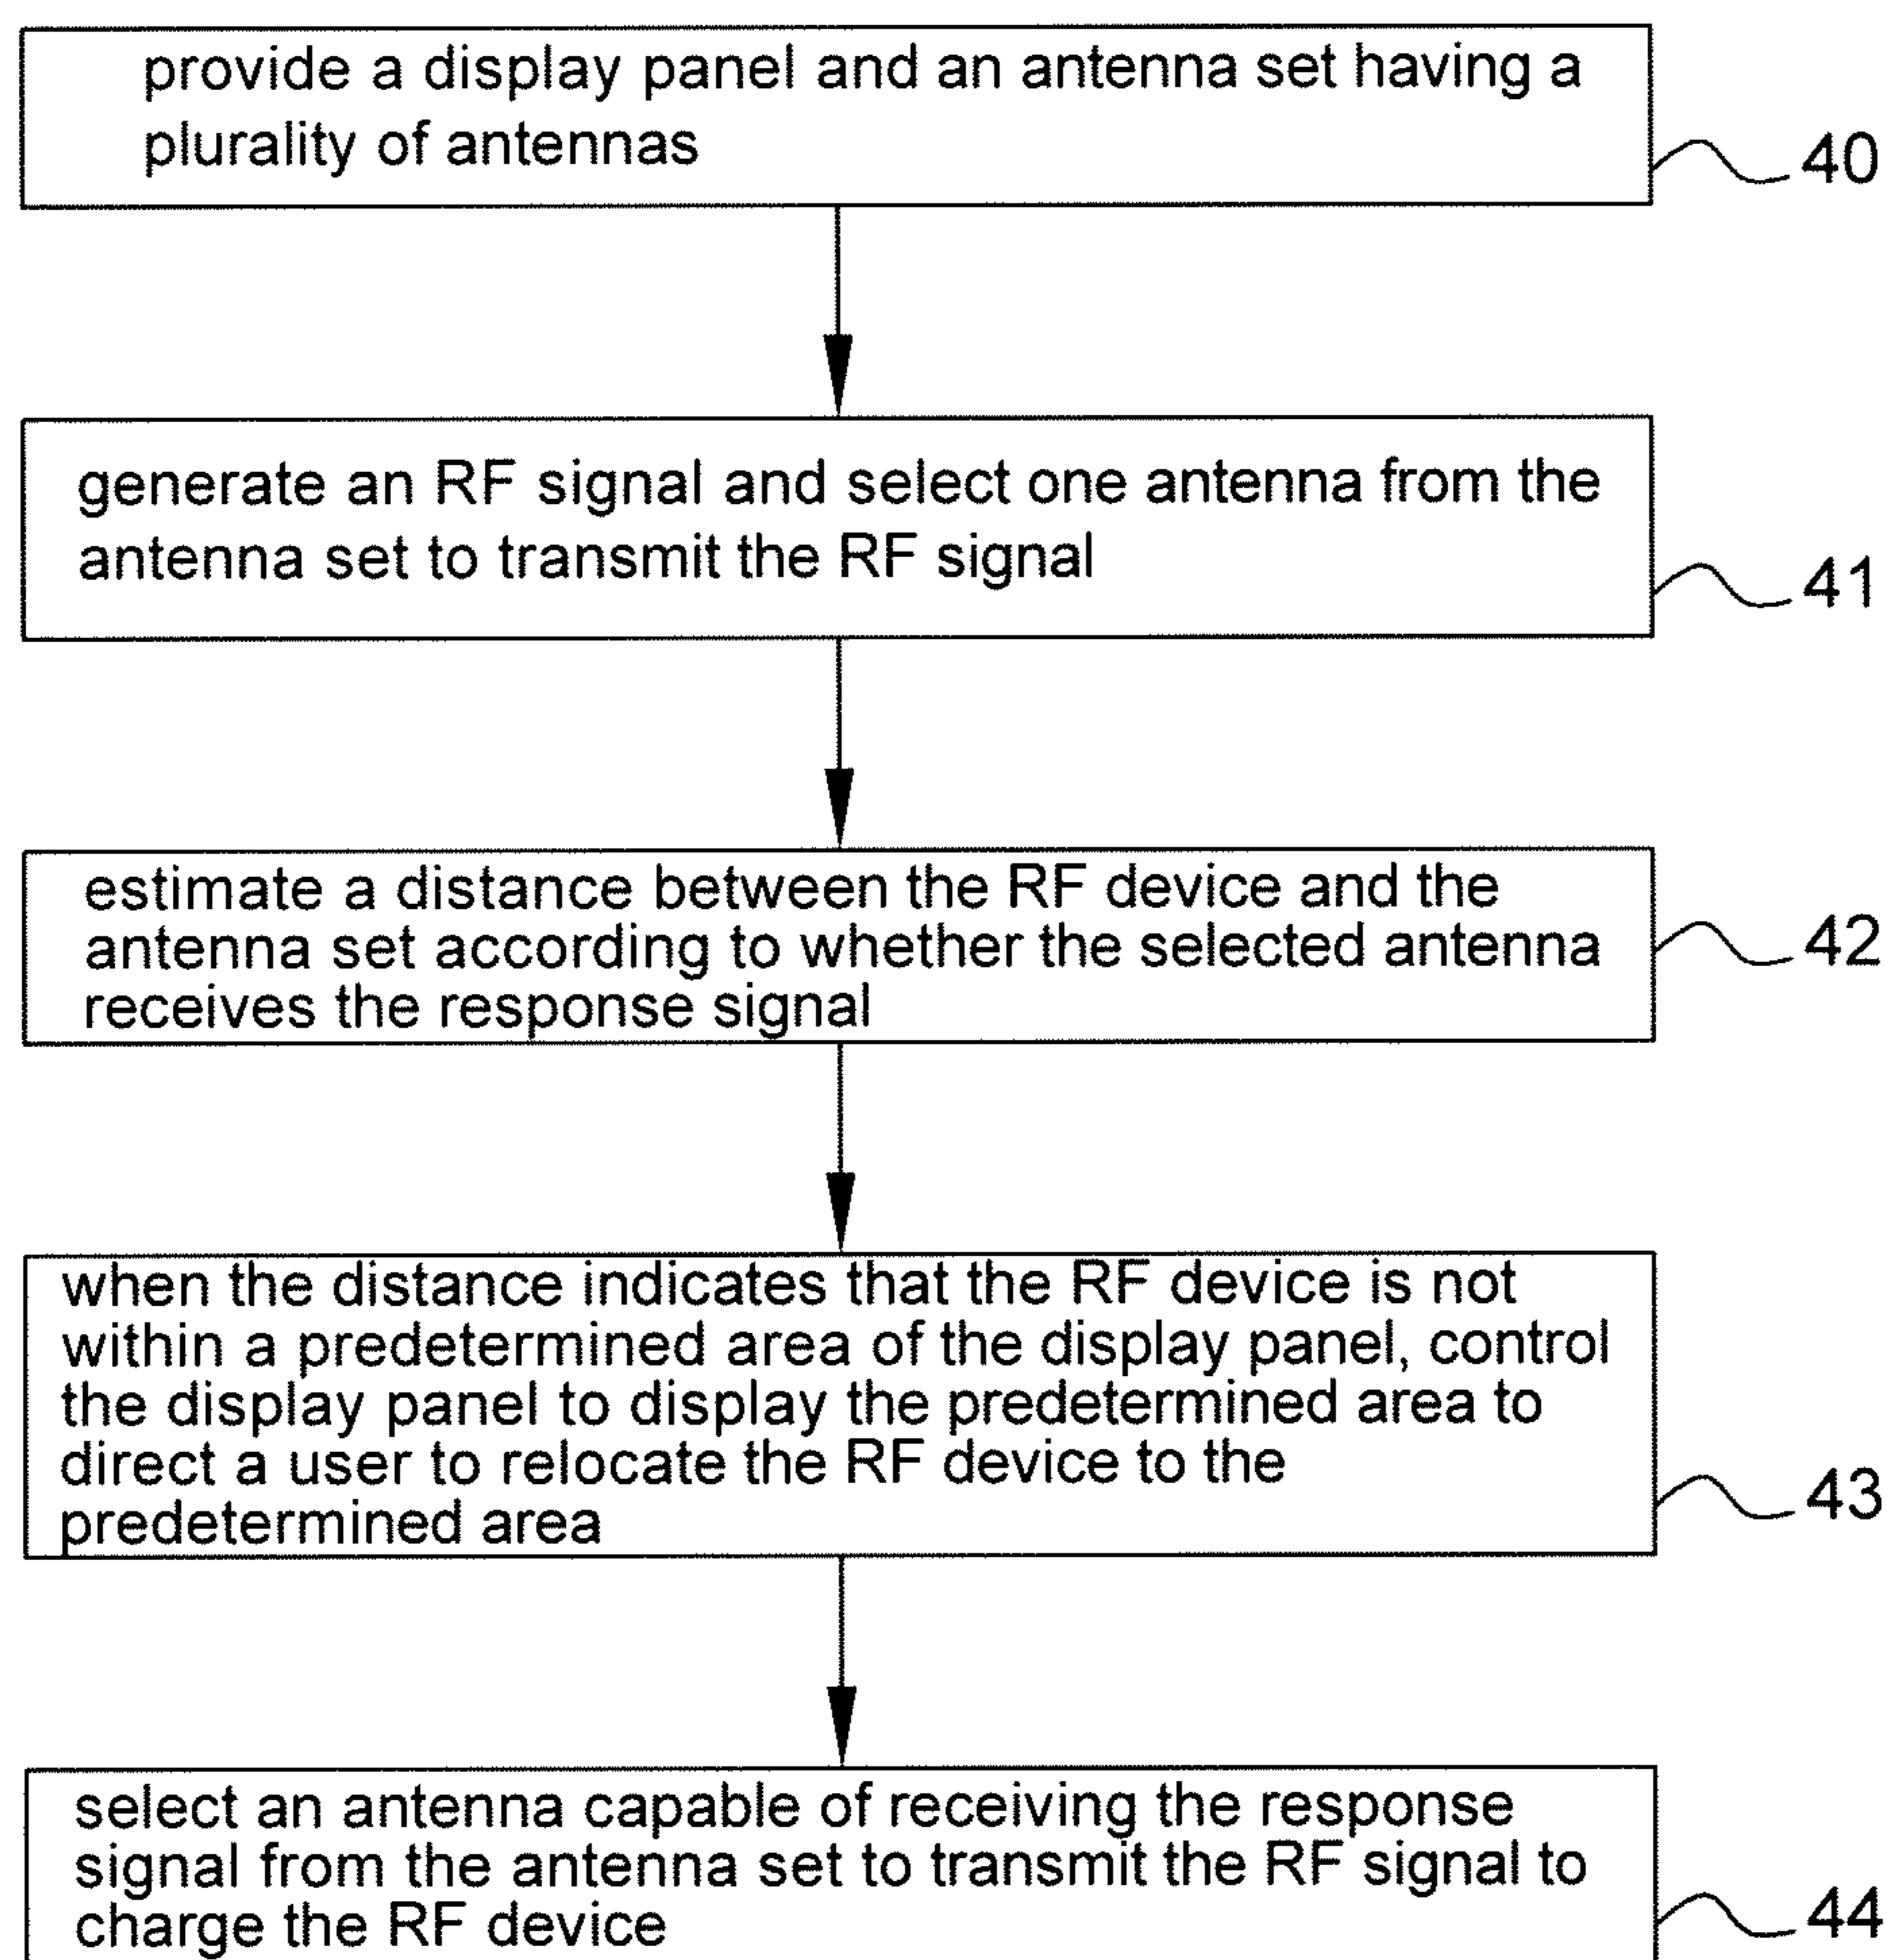 provide a display panel and an antenna set having a
plurality of antennas
40
generate an RF signal and select one antenna from the
antenna set to transmit the RF signal
41
estimate a distance between the RF device and the
antenna set according to whether the selected antenna
receives the response signal
42
when the distance indicates that the RF device is not
within a predetermined area of the display panel, control
the display panel to display the predetermined area to
direct a user to relocate the RF device to the
predetermined area
43
select an antenna capable of receiving the response
signal from the antenna set to transmit the RF signal to
charge the RF device
44